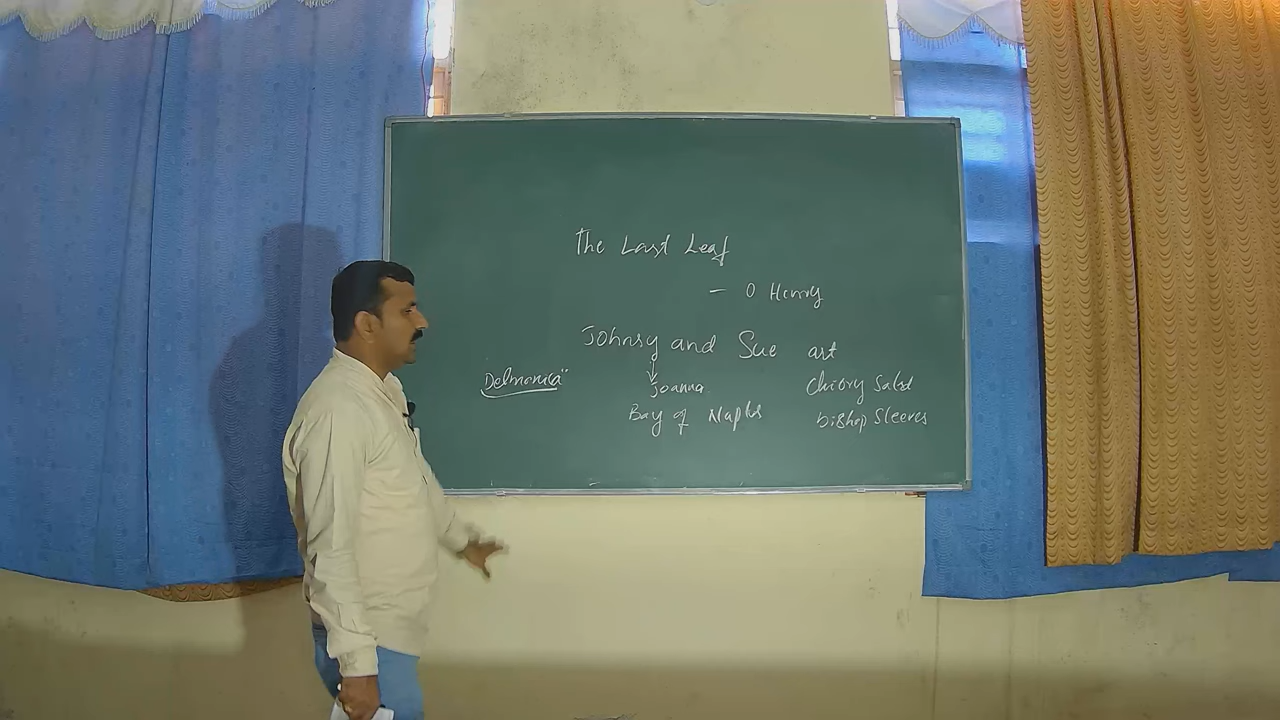 The Last Leaf
- O Henry
Johnsy and Sue art
Delmonica"
Joanna
Chicory Salad
Bay of Naples
bishop Sleeves